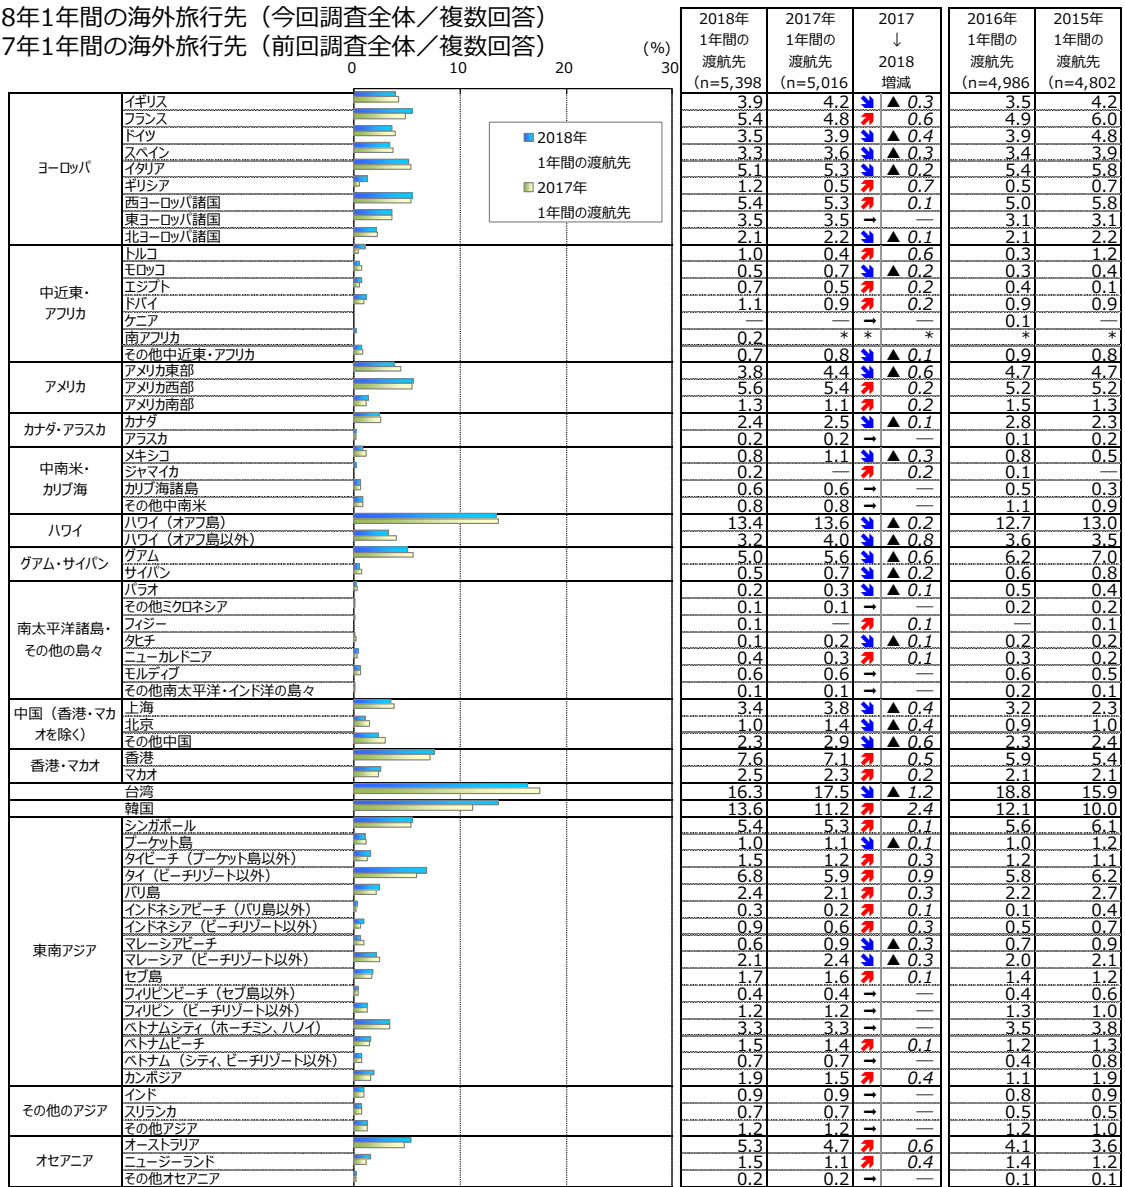 8年1年間の海外旅行先（今回調査全体／複数回答）
7年1年間の海外旅行先（前回調査全体／複数回答）
(%)
0 10 20 30
2018年 1年間の 渡航先 (n=5,398
2017年 1年間の 渡航先 (n=5,016
2017 ↓ 2018 増減
2016年 1年間の 渡航先 (n=4,986
2015年 1年間の 渡航先 (n=4,802
2018年
1年間の渡航先
2017年
1年間の渡航先
ヨーロッパ
イギリス 3.9 4.2 ▲ 0.3 3.5 4.2
フランス 5.4 4.8 0.6 4.9 6.0
ドイツ 3.5 3.9 ▲ 0.4 3.9 4.8
スペイン 3.3 3.6 ▲ 0.3 3.4 3.9
イタリア 5.1 5.3 ▲ 0.2 5.4 5.8
ギリシア 1.2 0.5 0.7 0.5 0.7
西ヨーロッパ諸国 5.4 5.3 0.1 5.0 5.8
東ヨーロッパ諸国 3.5 3.5 → ― 3.1 3.1
北ヨーロッパ諸国 2.1 2.2 ▲ 0.1 2.1 2.2
中近東・
アフリカ
トルコ 1.0 0.4 0.6 0.3 1.2
モロッコ 0.5 0.7 ▲ 0.2 0.3 0.4
エジプト 0.7 0.5 0.2 0.4 0.1
ドバイ 1.1 0.9 0.2 0.9 0.9
ケニア ― ― → ― 0.1 ―
南アフリカ 0.2 * * * * *
その他中近東・アフリカ 0.7 0.8 ▲ 0.1 0.9 0.8
アメリカ
アメリカ東部 3.8 4.4 ▲ 0.6 4.7 4.7
アメリカ西部 5.6 5.4 0.2 5.2 5.2
アメリカ南部 1.3 1.1 0.2 1.5 1.3
カナダ・アラスカ
カナダ 2.4 2.5 ▲ 0.1 2.8 2.3
アラスカ 0.2 0.2 → ― 0.1 0.2
中南米・
カリブ海
メキシコ 0.8 1.1 ▲ 0.3 0.8 0.5
ジャマイカ 0.2 ― 0.2 0.1 ―
カリブ海諸島 0.6 0.6 → ― 0.5 0.3
その他中南米 0.8 0.8 → ― 1.1 0.9
ハワイ
ハワイ（オアフ島） 13.4 13.6 ▲ 0.2 12.7 13.0
ハワイ（オアフ島以外） 3.2 4.0 ▲ 0.8 3.6 3.5
グアム・サイパン
グアム 5.0 5.6 ▲ 0.6 6.2 7.0
サイパン 0.5 0.7 ▲ 0.2 0.6 0.8
南太平洋諸島・
その他の島々
パラオ 0.2 0.3 ▲ 0.1 0.5 0.4
その他ミクロネシア 0.1 0.1 → ― 0.2 0.2
フィジー 0.1 ― 0.1 ― 0.1
タヒチ 0.1 0.2 ▲ 0.1 0.2 0.2
ニューカレドニア 0.4 0.3 0.1 0.3 0.2
モルディブ 0.6 0.6 → ― 0.6 0.5
その他南太平洋・インド洋の島々 0.1 0.1 → ― 0.2 0.1
中国（香港・マカ
オを除く）
上海 3.4 3.8 ▲ 0.4 3.2 2.3
北京 1.0 1.4 ▲ 0.4 0.9 1.0
その他中国 2.3 2.9 ▲ 0.6 2.3 2.4
香港・マカオ
香港 7.6 7.1 0.5 5.9 5.4
マカオ 2.5 2.3 0.2 2.1 2.1
台湾 16.3 17.5 ▲ 1.2 18.8 15.9
韓国 13.6 11.2 2.4 12.1 10.0
東南アジア
シンガポール 5.4 5.3 0.1 5.6 6.1
プーケット島 1.0 1.1 ▲ 0.1 1.0 1.2
タイビーチ（プーケット島以外） 1.5 1.2 0.3 1.2 1.1
タイ（ビーチリゾート以外） 6.8 5.9 0.9 5.8 6.2
バリ島 2.4 2.1 0.3 2.2 2.7
インドネシアビーチ（バリ島以外） 0.3 0.2 0.1 0.1 0.4
インドネシア（ビーチリゾート以外） 0.9 0.6 0.3 0.5 0.7
マレーシアビーチ 0.6 0.9 ▲ 0.3 0.7 0.9
マレーシア（ビーチリゾート以外） 2.1 2.4 ▲ 0.3 2.0 2.1
セブ島 1.7 1.6 0.1 1.4 1.2
フィリピンビーチ（セブ島以外） 0.4 0.4 → ― 0.4 0.6
フィリピン（ビーチリゾート以外） 1.2 1.2 → ― 1.3 1.0
ベトナムシティ（ホーチミン、ハノイ） 3.3 3.3 → ― 3.5 3.8
ベトナムビーチ 1.5 1.4 0.1 1.2 1.3
ベトナム（シティ、ビーチリゾート以外） 0.7 0.7 → ― 0.4 0.8
カンボジア 1.9 1.5 0.4 1.1 1.9
その他のアジア
インド 0.9 0.9 → ― 0.8 0.9
スリランカ 0.7 0.7 → ― 0.5 0.5
その他アジア 1.2 1.2 → ― 1.2 1.0
オセアニア
オーストラリア 5.3 4.7 0.6 4.1 3.6
ニュージーランド 1.5 1.1 0.4 1.4 1.2
その他オセアニア 0.2 0.2 → ― 0.1 0.1